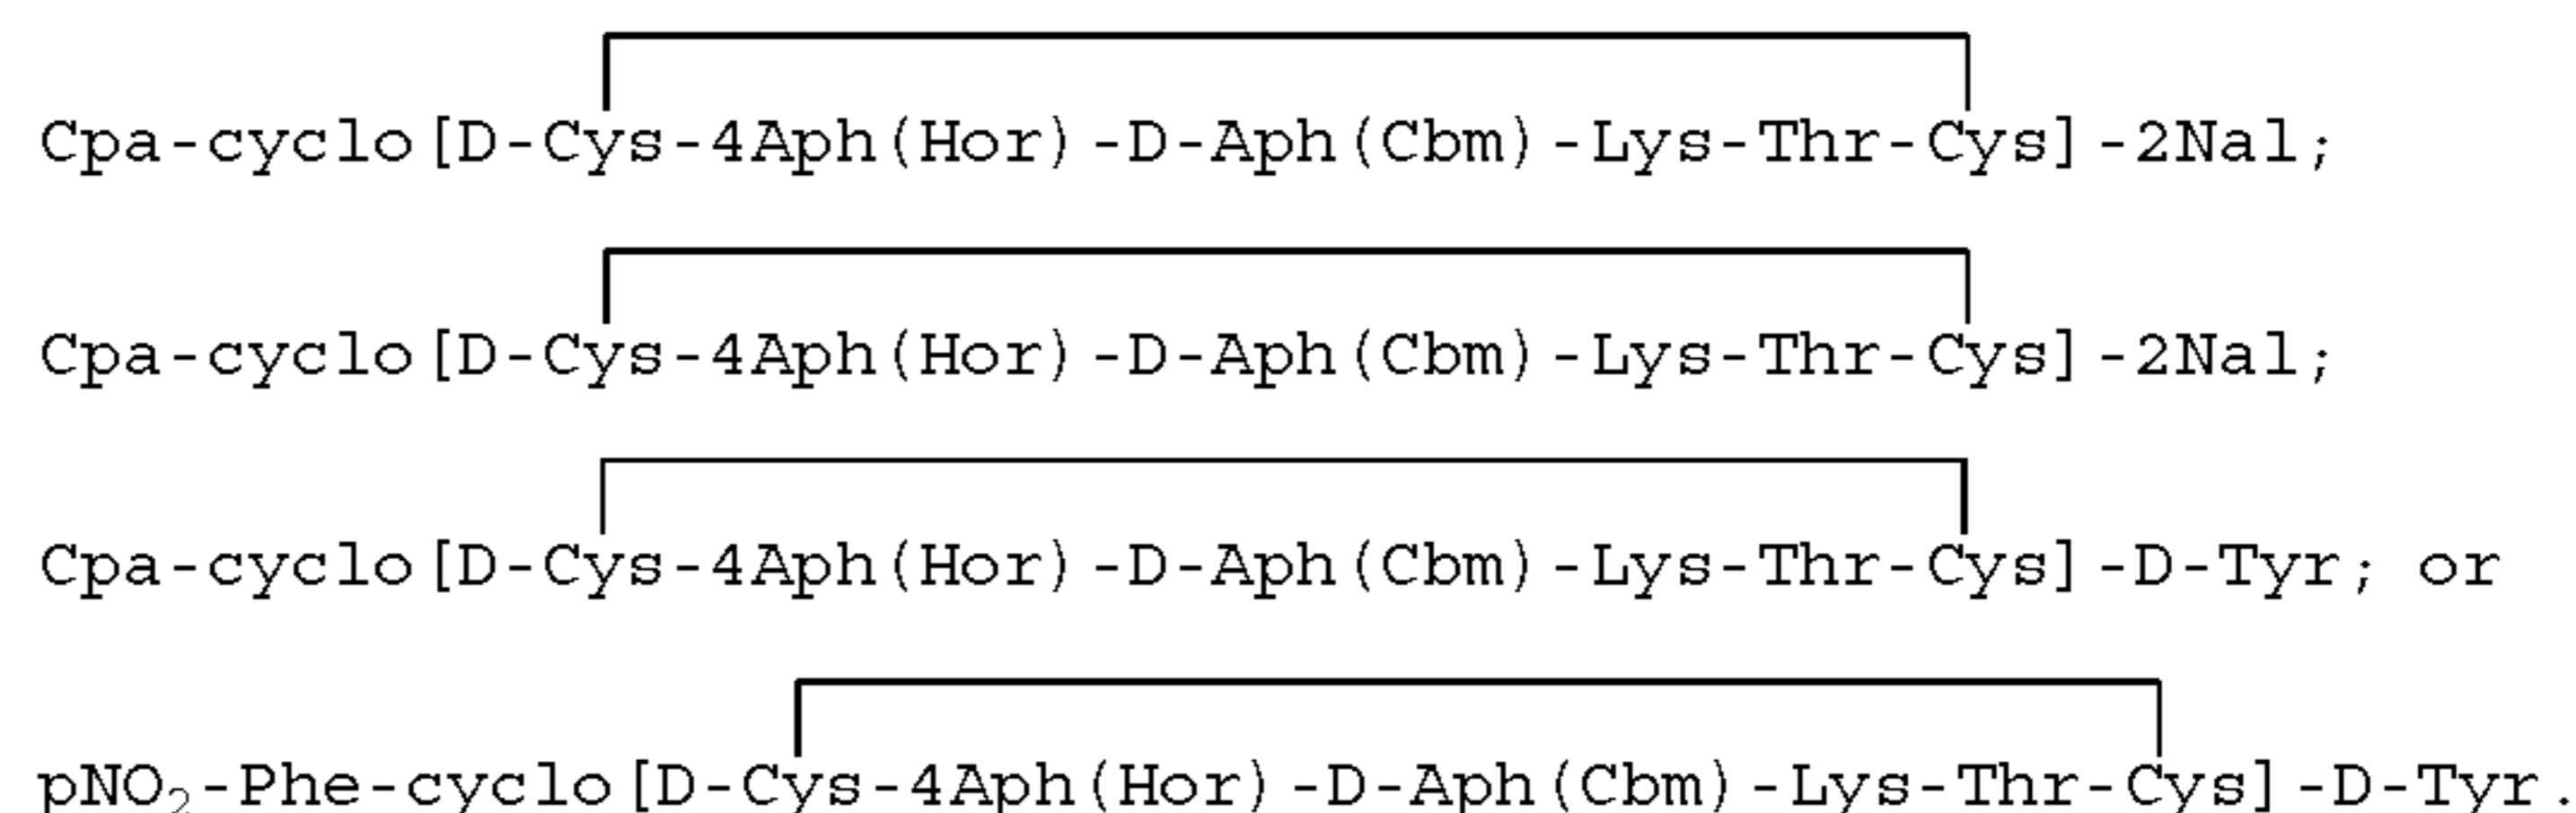 Cpa-cyclo[D-Cys-4Aph(Hor)-D-Aph(Cbm)-Lys-Thr-Cys]-2Nal;
Cpa-cyclo[D-Cys-4Aph(Hor)-D-Aph(Cbm)-Lys-Thr-Cys]-2Nal;
Cpa-cyclo[D-Cys-4Aph(Hor)-D-Aph(Cbm)-Lys-Thr-Cys]-D-Tyr; or
pNO₂-Phe-cyclo[D-Cys-4Aph(Hor)-D-Aph(Cbm)-Lys-Thr-Cys]-D-Tyr.